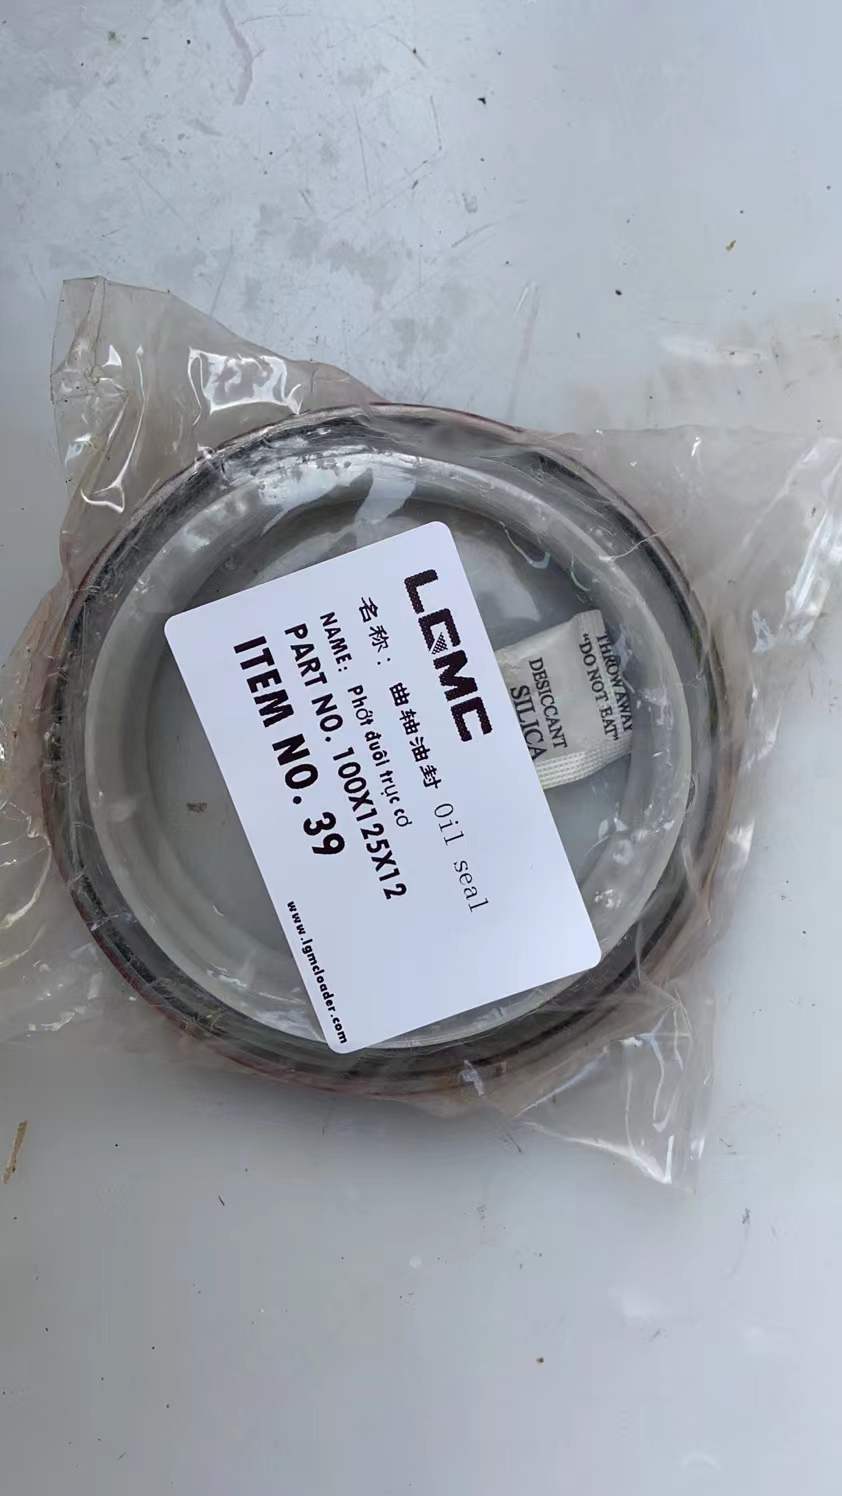 LGMC
名称：曲轴油封 Oil seal
NAME: Phớt đuôi trục cơ
PART NO. 100X125X12
ITEM NO. 39
www.lgmcloader.com
THROW AWAY
"DO NOT EAT"
DESICCANT
SILICA